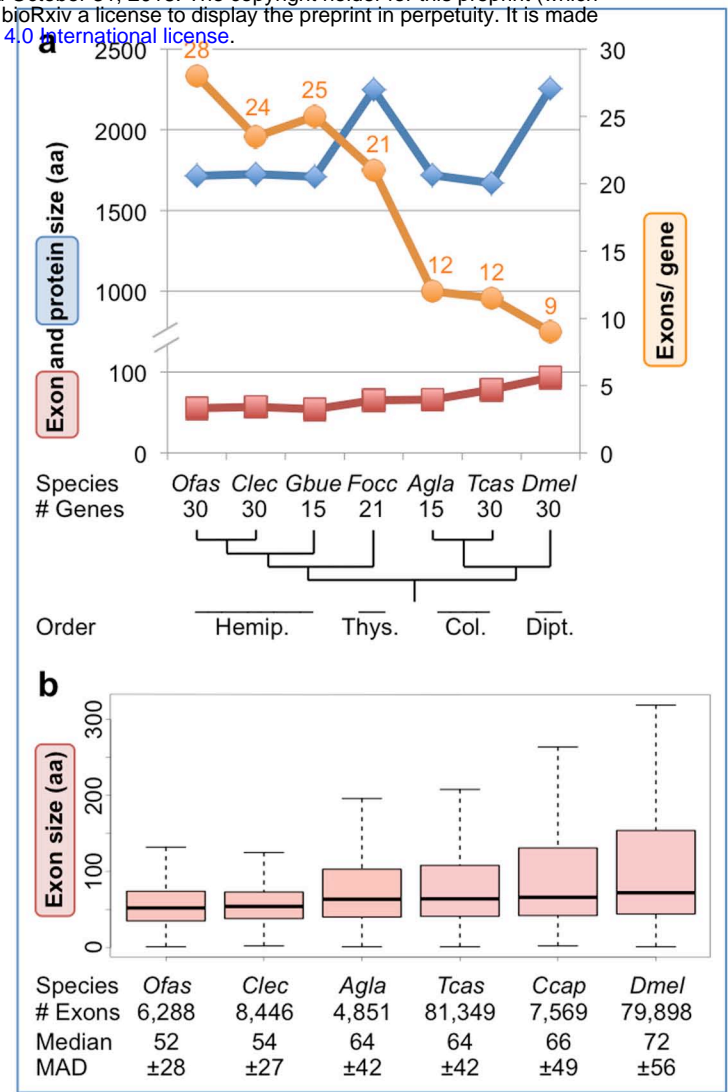 bioRxiv a license to display the preprint in perpetuity. It is made
4.0 International license.
a
2500
2000
1500
1000
100
0
30
25
20
15
10
5
0
28
24
25
21
12
12
9
Exon and protein size (aa)
Exons/ gene
Species Ofas Clec Gbue Focc Agla Tcas Dmel
# Genes 30 30 15 21 15 30 30
Order Hemip. Thys. Col. Dipt.
b
300
200
100
0
Exon size (aa)
Species Ofas Clec Agla Tcas Ccap Dmel
# Exons 6,288 8,446 4,851 81,349 7,569 79,898
Median 52 54 64 64 66 72
MAD ±28 ±27 ±42 ±42 ±49 ±56